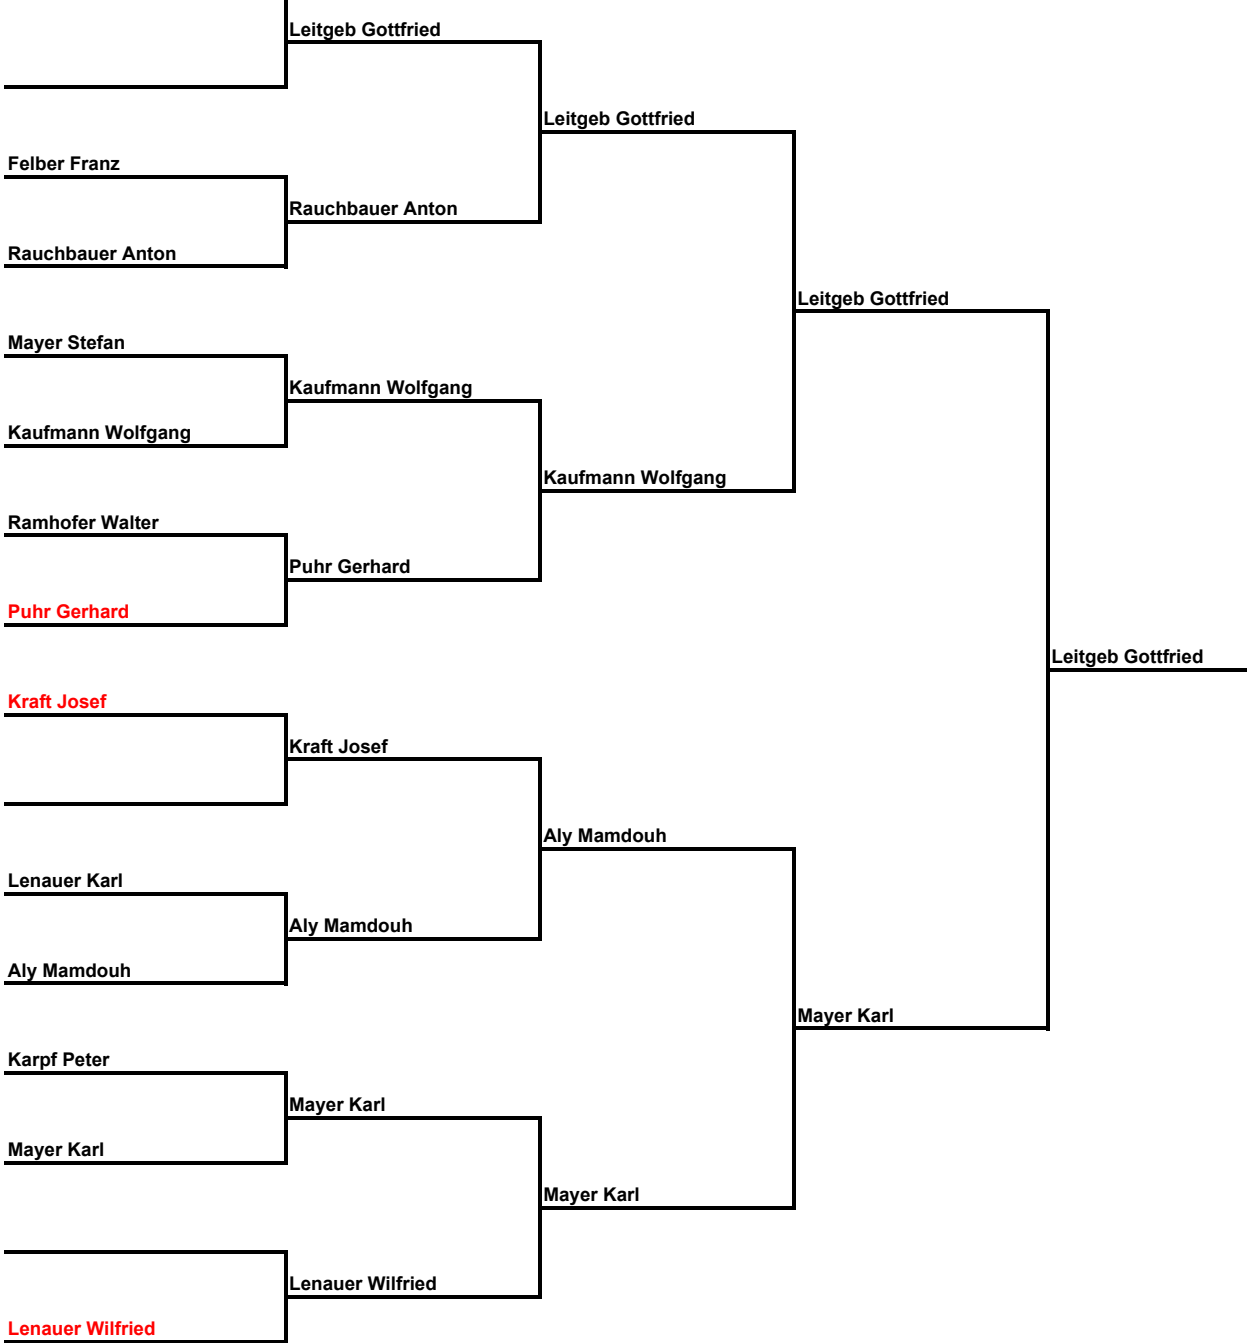 Leitgeb Gottfried
Leitgeb Gottfried
Felber Franz
Rauchbauer Anton
Rauchbauer Anton
Leitgeb Gottfried
Mayer Stefan
Kaufmann Wolfgang
Kaufmann Wolfgang
Kaufmann Wolfgang
Ramhofer Walter
Puhr Gerhard
Puhr Gerhard
Leitgeb Gottfried
Kraft Josef
Kraft Josef
Aly Mamdouh
Lenauer Karl
Aly Mamdouh
Aly Mamdouh
Mayer Karl
Karpf Peter
Mayer Karl
Mayer Karl
Mayer Karl
Lenauer Wilfried
Lenauer Wilfried